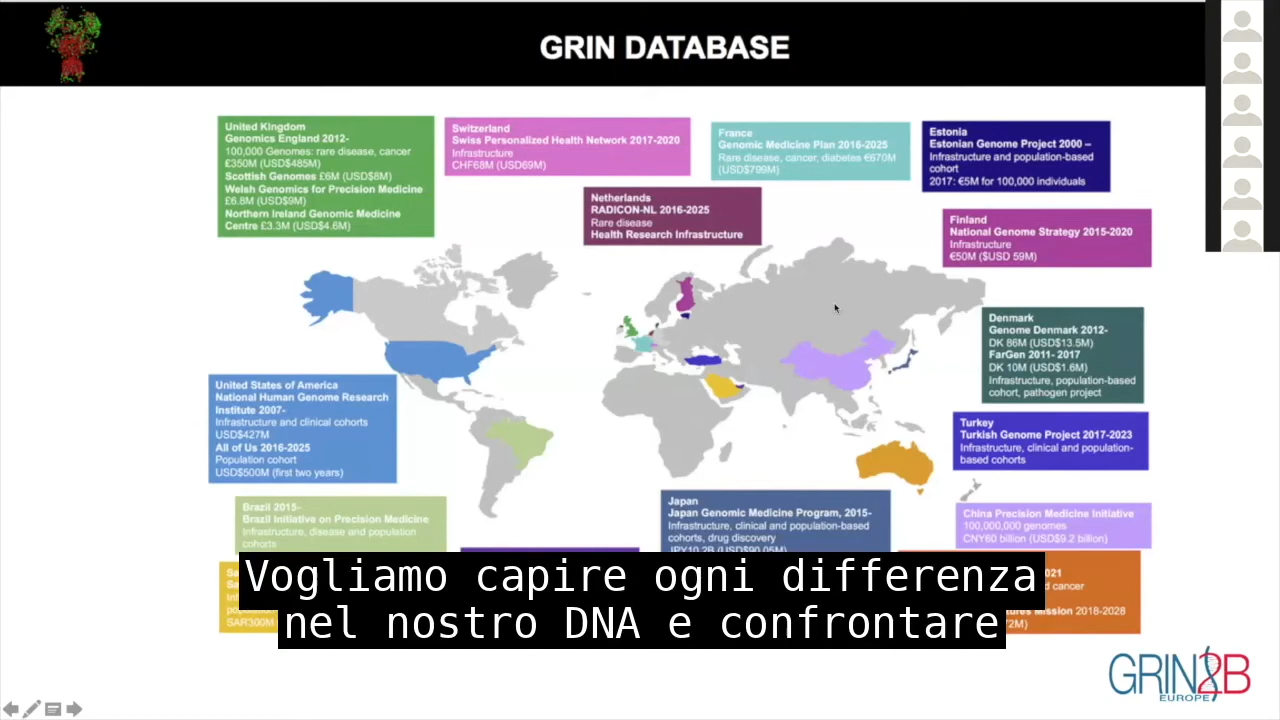 GRIN DATABASE
United Kingdom
Genomics England 2012-
100,000 Genomes: rare disease, cancer
£350M (USD$485M)
Scottish Genomes £6M (USD$8M)
Welsh Genomics for Precision Medicine
£6.8M (USD$9M)
Northern Ireland Genomic Medicine
Centre £3.3M (USD$4.6M)
Switzerland
Swiss Personalized Health Network 2017-2020
Infrastructure
CHF68M (USD69M)
France
Genomic Medicine Plan 2016-2025
Rare disease, cancer, diabetes €670M
(USD$799M)
Estonia
Estonian Genome Project 2000 –
Infrastructure and population-based
cohort
2017: €5M for 100,000 individuals
Netherlands
RADICON-NL 2016-2025
Rare disease
Health Research Infrastructure
Finland
National Genome Strategy 2015-2020
Infrastructure
€50M ($USD 59M)
Denmark
Genome Denmark 2012-
DK 86M (USD$13.5M)
FarGen 2011- 2017
DK 10M (USD$1.6M)
Infrastructure, population-based
cohort, pathogen project
United States of America
National Human Genome Research
Institute 2007-
Infrastructure and clinical cohorts
USD$427M
All of Us 2016-2025
Population cohort
USD$500M (first two years)
Turkey
Turkish Genome Project 2017-2023
Infrastructure, clinical and population-
based cohorts
Brazil 2015-
Brazil Initiative on Precision Medicine
Infrastructure, disease and population
cohorts
Japan
Japan Genomic Medicine Program, 2015-
Infrastructure, clinical and population-based
cohorts, drug discovery
JPY10.2B (USD$90.05M)
China Precision Medicine Initiative
100,000,000 genomes
CNY60 billion (USD$9.2 billion)
SAR300M
cancer
Mission 2018-2028
Vogliamo capire ogni differenza
nel nostro DNA e confrontare
GRIN2B
EUROPE